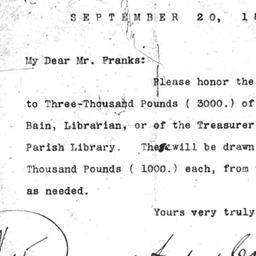 SEPTEMBER 20, 18
My Dear Mr. Franks:
Please honor the
to Three-Thousand Pounds ( 3000.) of
Bain, Librarian, or of the Treasurer
Parish Library. They will be drawn
Thousand Pounds ( 1000.) each, from
as needed.
Yours very truly